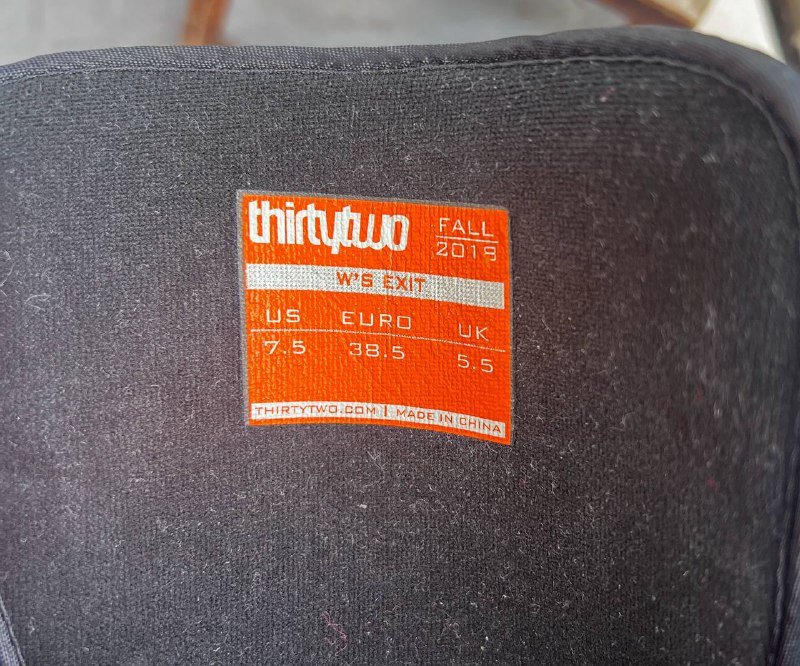 thirtytwo
FALL
2019
W'S EXIT
US EURO UK
7.5 38.5 5.5
THIRTYTWO.COM | MADE IN CHINA